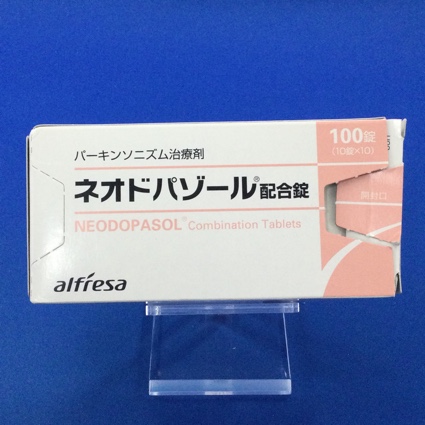 パーキンソニズム治療剤
ネオドパゾール®配合錠
NEODOPASOL® Combination Tablets
alfresa
100錠
(10錠×10)
開封口